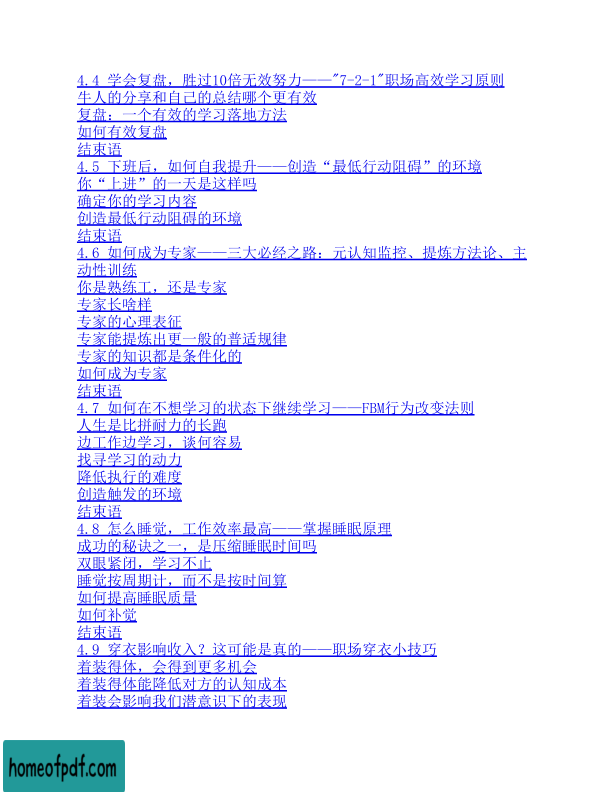 4.4 学会复盘，胜过10倍无效努力——"7-2-1"职场高效学习原则
牛人的分享和自己的总结哪个更有效
复盘：一个有效的学习落地方法
如何有效复盘
结束语
4.5 下班后，如何自我提升——创造“最低行动阻碍”的环境
你“上进”的一天是这样吗
确定你的学习内容
创造最低行动阻碍的环境
结束语
4.6 如何成为专家——三大必经之路：元认知监控、提炼方法论、主
动性训练
你是熟练工，还是专家
专家长啥样
专家的心理表征
专家能提炼出更一般的普适规律
专家的知识都是条件化的
如何成为专家
结束语
4.7 如何在不想学习的状态下继续学习——FBM行为改变法则
人生是比拼耐力的长跑
边工作边学习，谈何容易
找寻学习的动力
降低执行的难度
创造触发的环境
结束语
4.8 怎么睡觉，工作效率最高——掌握睡眠原理
成功的秘诀之一，是压缩睡眠时间吗
双眼紧闭，学习不止
睡觉按周期计，而不是按时间算
如何提高睡眠质量
如何补觉
结束语
4.9 穿衣影响收入？这可能是真的——职场穿衣小技巧
着装得体，会得到更多机会
着装得体能降低对方的认知成本
着装会影响我们潜意识下的表现
homeofpdf.com